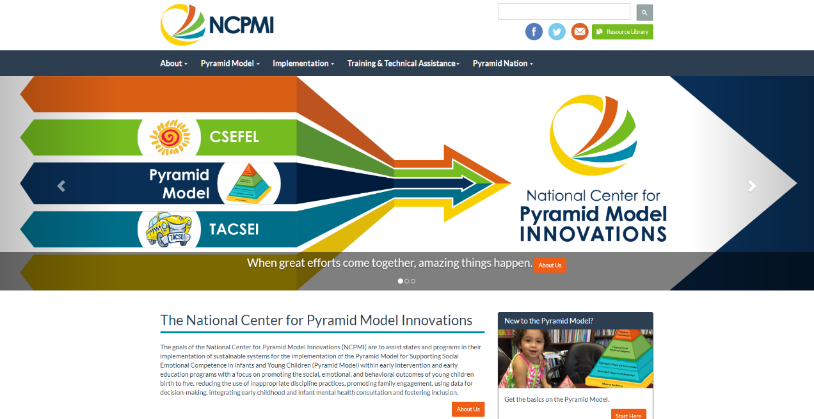 NCPMI
Resource Library
About
Pyramid Model
Implementation
Training & Technical Assistance
Pyramid Nation
CSEFEL
Pyramid
Model
TACSEI
TACSEI
National Center for
Pyramid Model
INNOVATIONS
When great efforts come together, amazing things happen.
About Us
The National Center for Pyramid Model Innovations
The goals of the National Center for Pyramid Model Innovations (NCPMI) are to assist states and programs in their
implementation of sustainable systems for the implementation of the Pyramid Model for Supporting Social
Emotional Competence in Infants and Young Children (Pyramid Model) within early intervention and early
education programs with a focus on promoting the social, emotional, and behavioral outcomes of young children
birth to five, reducing the use of inappropriate discipline practices, promoting family engagement, using data for
decision-making, integrating early childhood and infant mental health consultation and fostering inclusion.
About Us
New to the Pyramid Model?
Get the basics on the Pyramid Model.
Start Here